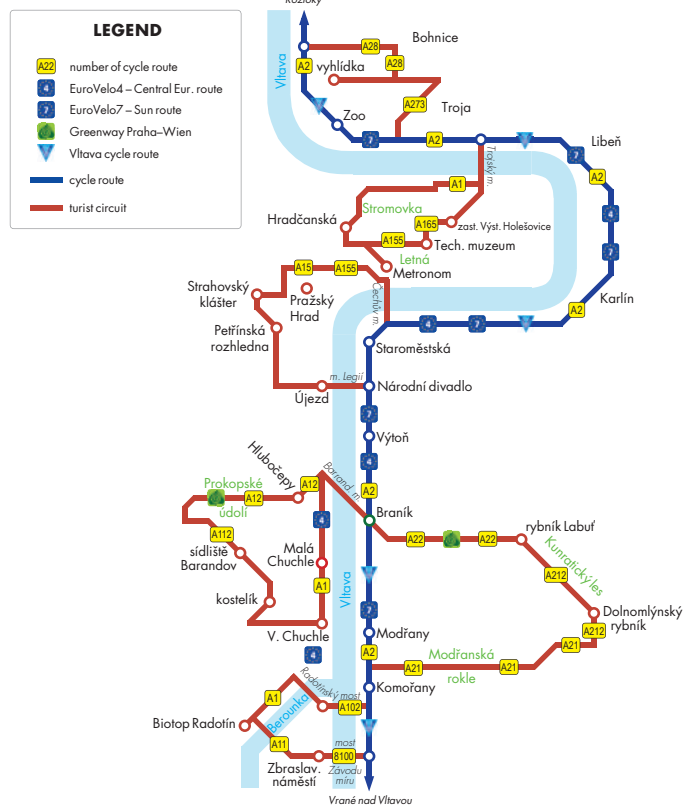 Roztoky
LEGEND
A22 number of cycle route
4 EuroVelo4 – Central Eur. route
7 EuroVelo7 – Sun route
Greenway Praha–Wien
Vltava cycle route
cycle route
turist circuit
Vltava
A28
Bohnice
A2
A28
vyhlídka
A273
Troja
Zoo
7
A2
Libeň
7
Trojský m.
A2
A1
Stromovka
4
Hradčanská
A165
zast. Výst. Holešovice
A155
Tech. muzeum
7
Letná
Metronom
A15
A155
Strahovský
klášter
Pražský
Hrad
Čechův m.
Karlín
A2
Petřínská
rozhledna
4
7
Staroměstská
m. Legií
Národní divadlo
Újezd
7
Výtoň
Hlubočepy
Barrand. m.
4
Prokopské
údolí
A12
A12
A2
4
Braník
A112
A22
A22
rybník Labuť
sídliště
Barandov
Malá
Chuchle
Kunratický les
A212
kostelík
A1
Vltava
7
Dolnomlýnský
rybník
A212
V. Chuchle
Modřany
A21
4
A2
Modřanská
rokle
A21
A21
Radotínský most
Komořany
A1
Berounka
A102
Biotop Radotín
A11
most
8100
Závodu
míru
Zbraslav.
náměstí
Vrané nad Vltavou